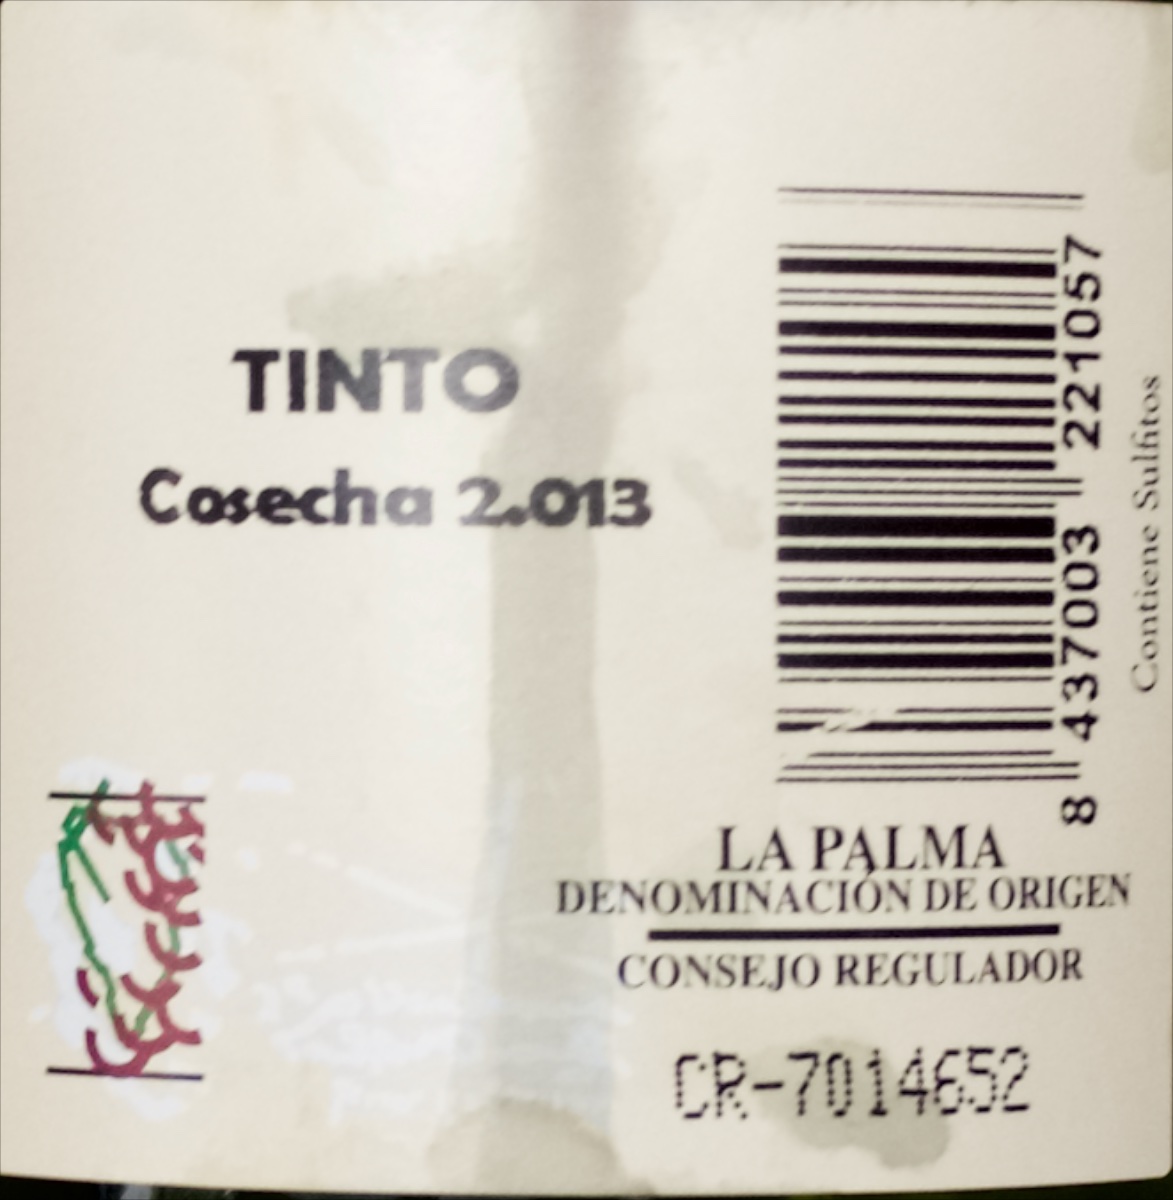 TINTO
Cosecha 2.013
8 437003 221057
Contiene Sulfitos
LA PALMA
DENOMINACIÓN DE ORIGEN
CONSEJO REGULADOR
CR-7014652